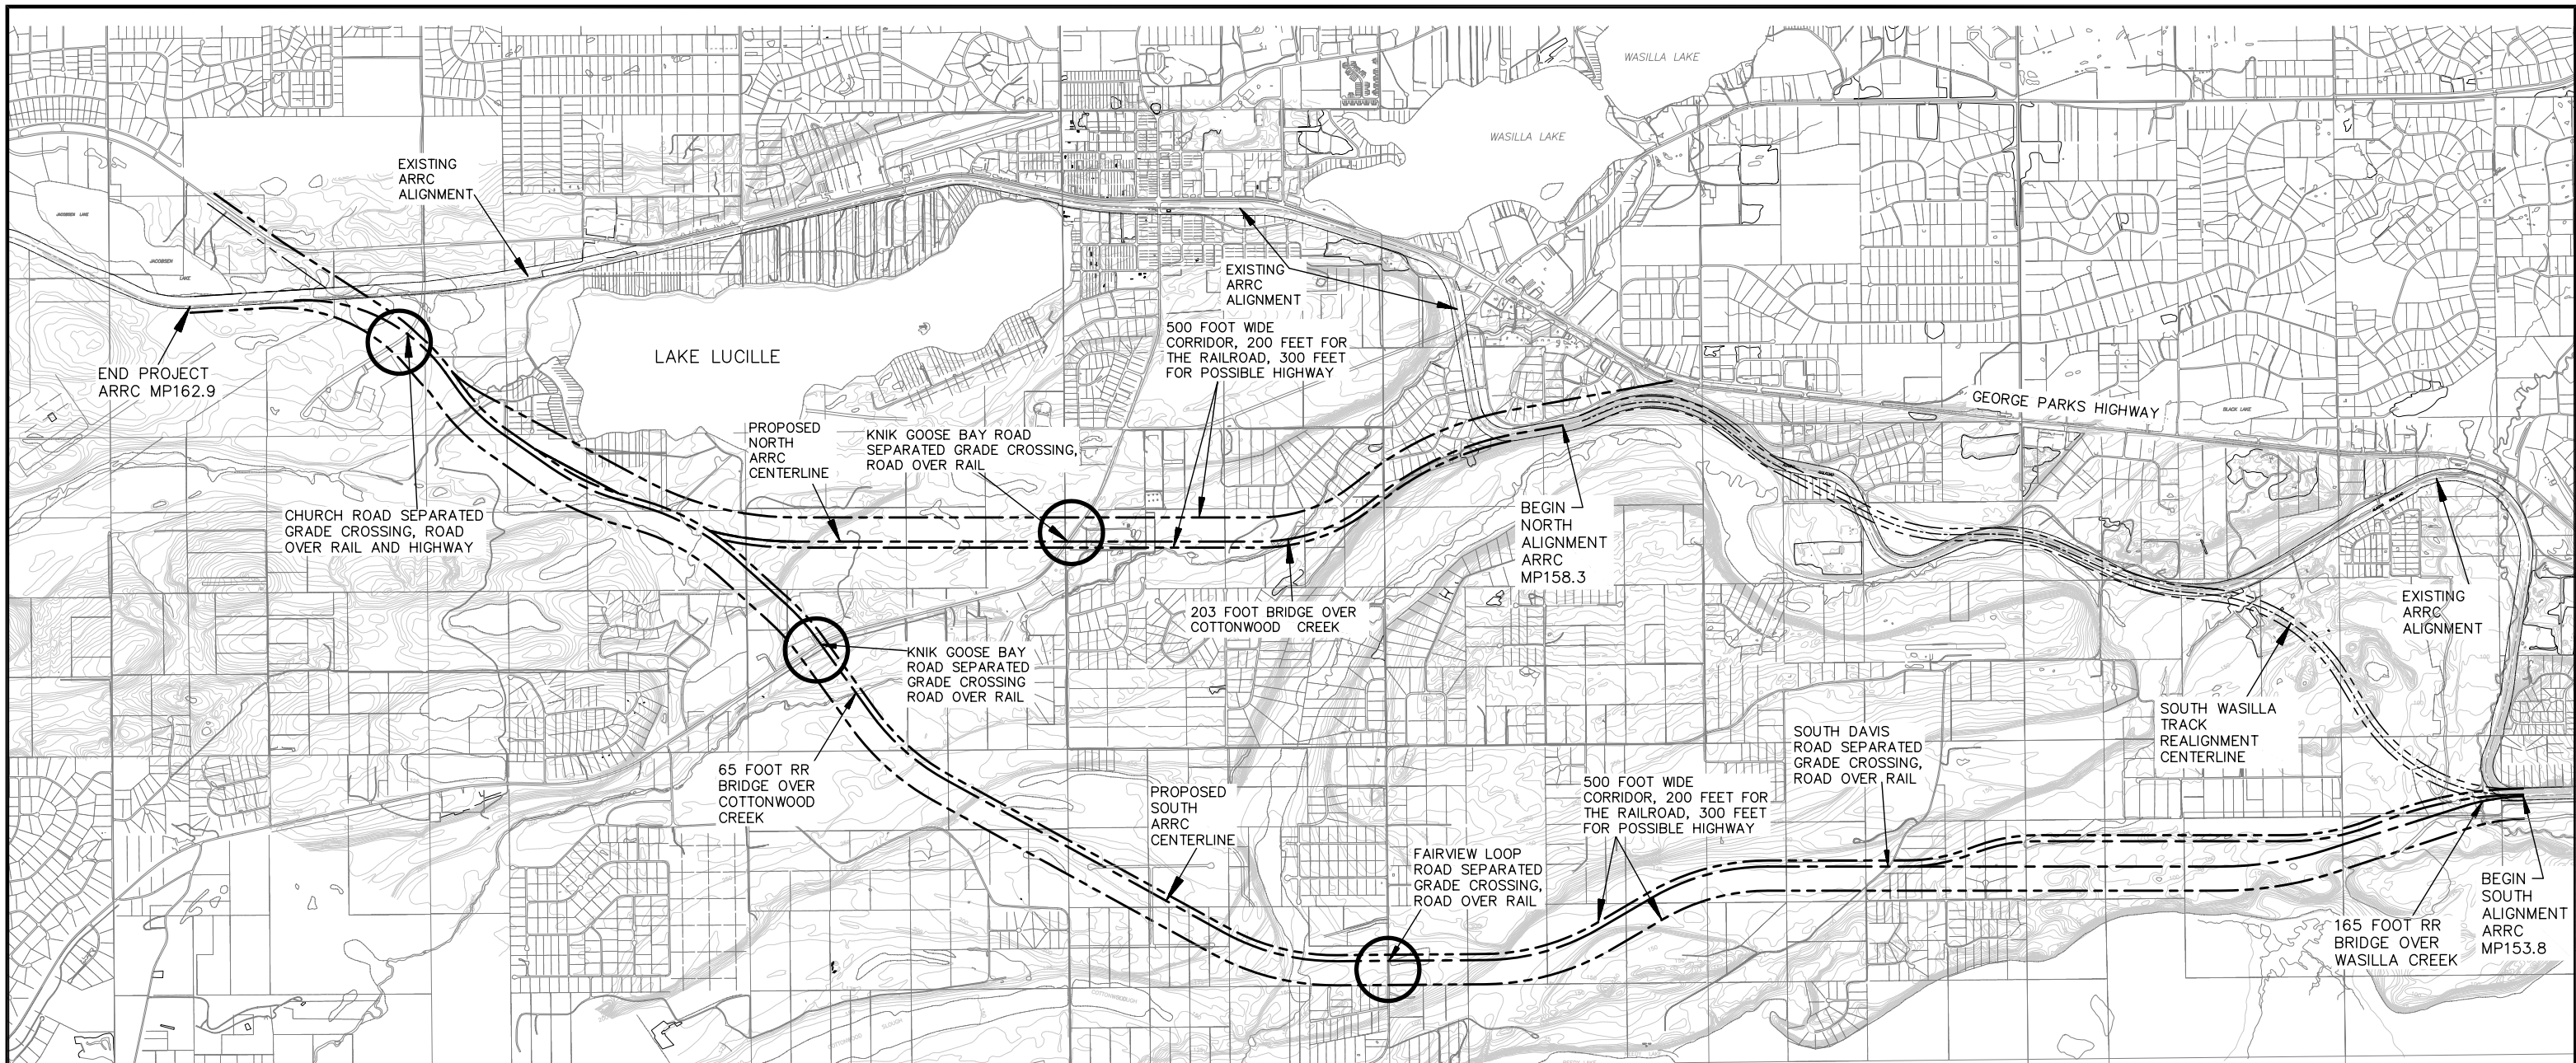 WASILLA LAKE
WASILLA LAKE
EXISTING
ARRC
ALIGNMENT
JACOBSEN LAKE
JACOBSEN
LAKE
END PROJECT
ARRC MP162.9
LAKE LUCILLE
EXISTING
ARRC
ALIGNMENT
500 FOOT WIDE
CORRIDOR, 200 FEET FOR
THE RAILROAD, 300 FEET
FOR POSSIBLE HIGHWAY
GEORGE PARKS HIGHWAY
BLACK LAKE
PROPOSED
NORTH
ARRC
CENTERLINE
KNIK GOOSE BAY ROAD
SEPARATED GRADE CROSSING,
ROAD OVER RAIL
CHURCH ROAD SEPARATED
GRADE CROSSING, ROAD
OVER RAIL AND HIGHWAY
BEGIN
NORTH
ALIGNMENT
ARRC
MP158.3
203 FOOT BRIDGE OVER
COTTONWOOD CREEK
EXISTING
ARRC
ALIGNMENT
KNIK GOOSE BAY
ROAD SEPARATED
GRADE CROSSING
ROAD OVER RAIL
SOUTH WASILLA
TRACK
REALIGNMENT
CENTERLINE
65 FOOT RR
BRIDGE OVER
COTTONWOOD
CREEK
SOUTH DAVIS
ROAD SEPARATED
GRADE CROSSING,
ROAD OVER RAIL
PROPOSED
SOUTH
ARRC
CENTERLINE
500 FOOT WIDE
CORRIDOR, 200 FEET FOR
THE RAILROAD, 300 FEET
FOR POSSIBLE HIGHWAY
FAIRVIEW LOOP
ROAD SEPARATED
GRADE CROSSING,
ROAD OVER RAIL
165 FOOT RR
BRIDGE OVER
WASILLA CREEK
BEGIN
SOUTH
ALIGNMENT
ARRC
MP153.8
SLOUGH